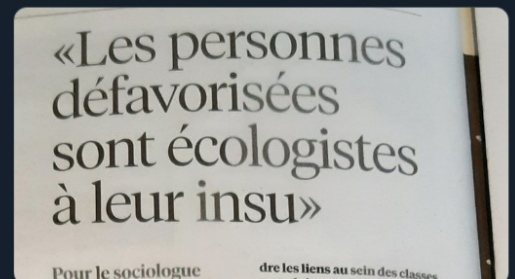 «Les personnes
défavorisées
sont écologistes
à leur insu»
Pour le sociologue
dre les liens au sein des classes